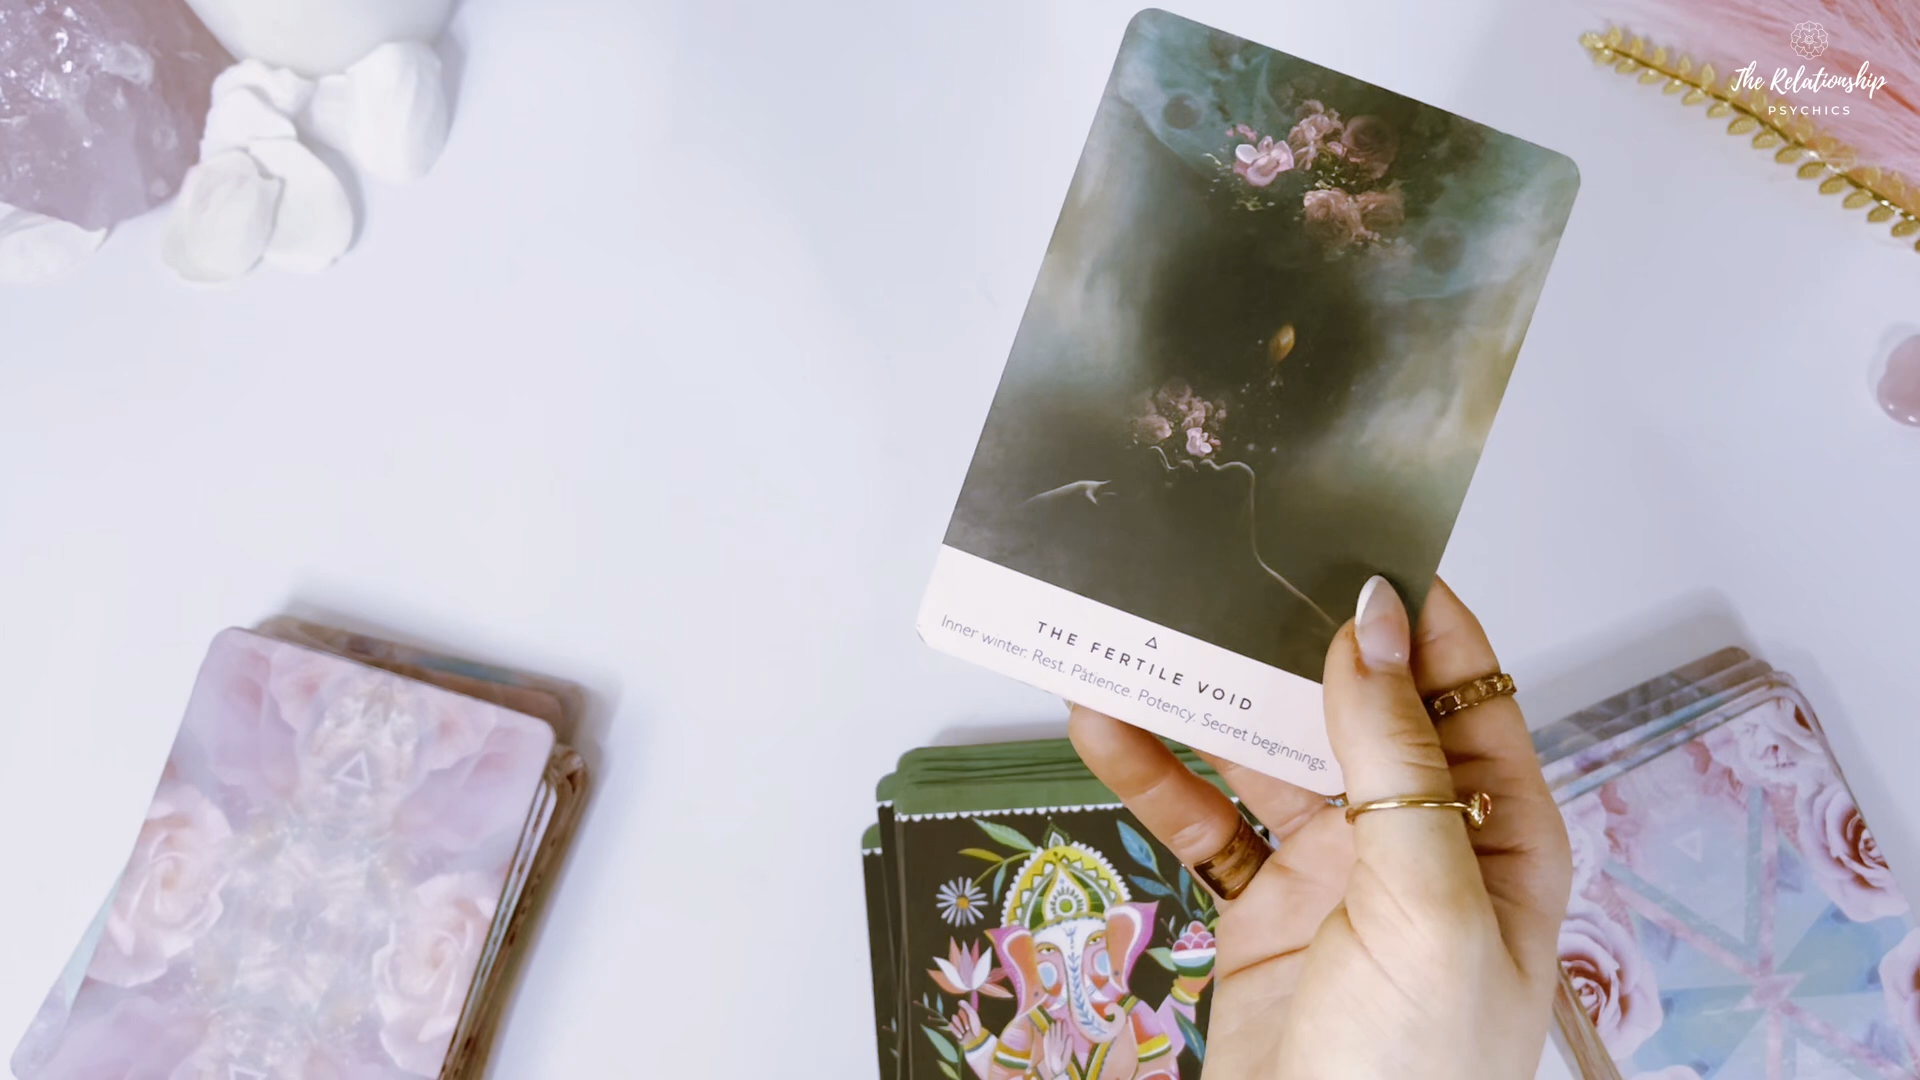 The Relationship
PSYCHICS
THE FERTILE VOID
Inner winter. Rest. Patience. Potency. Secret beginnings.